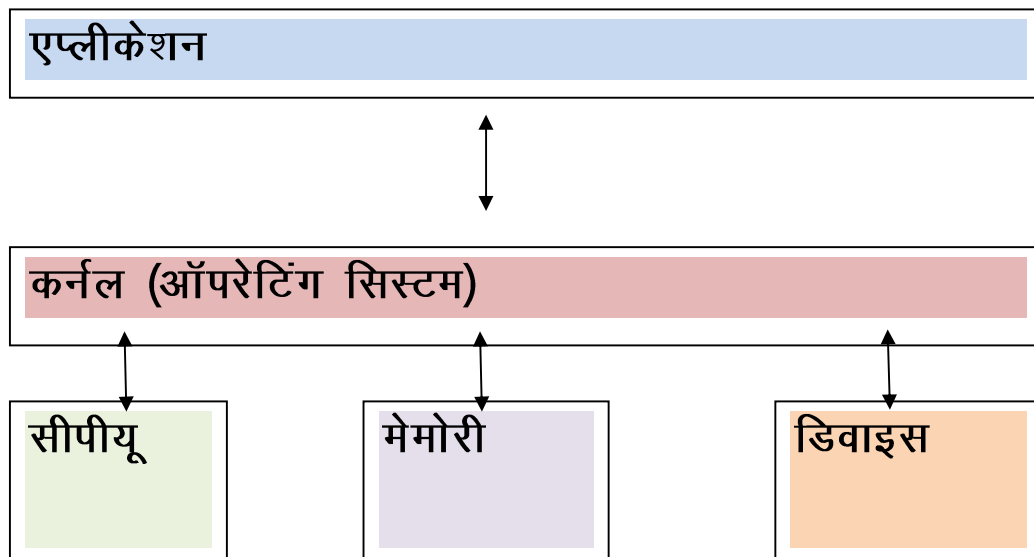 एप्लीकेशन
कर्नल (ऑपरेटिंग सिस्टम)
सीपीयू
मेमोरी
डिवाइस